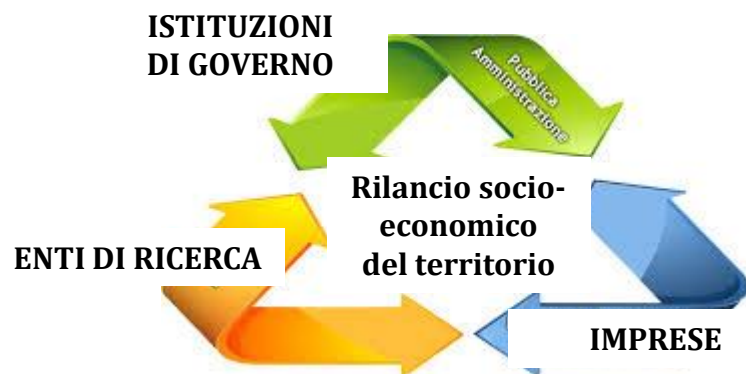 ISTITUZIONI
DI GOVERNO
Pubblica
Amministrazione
Rilancio socio-
economico
del territorio
ENTI DI RICERCA
IMPRESE